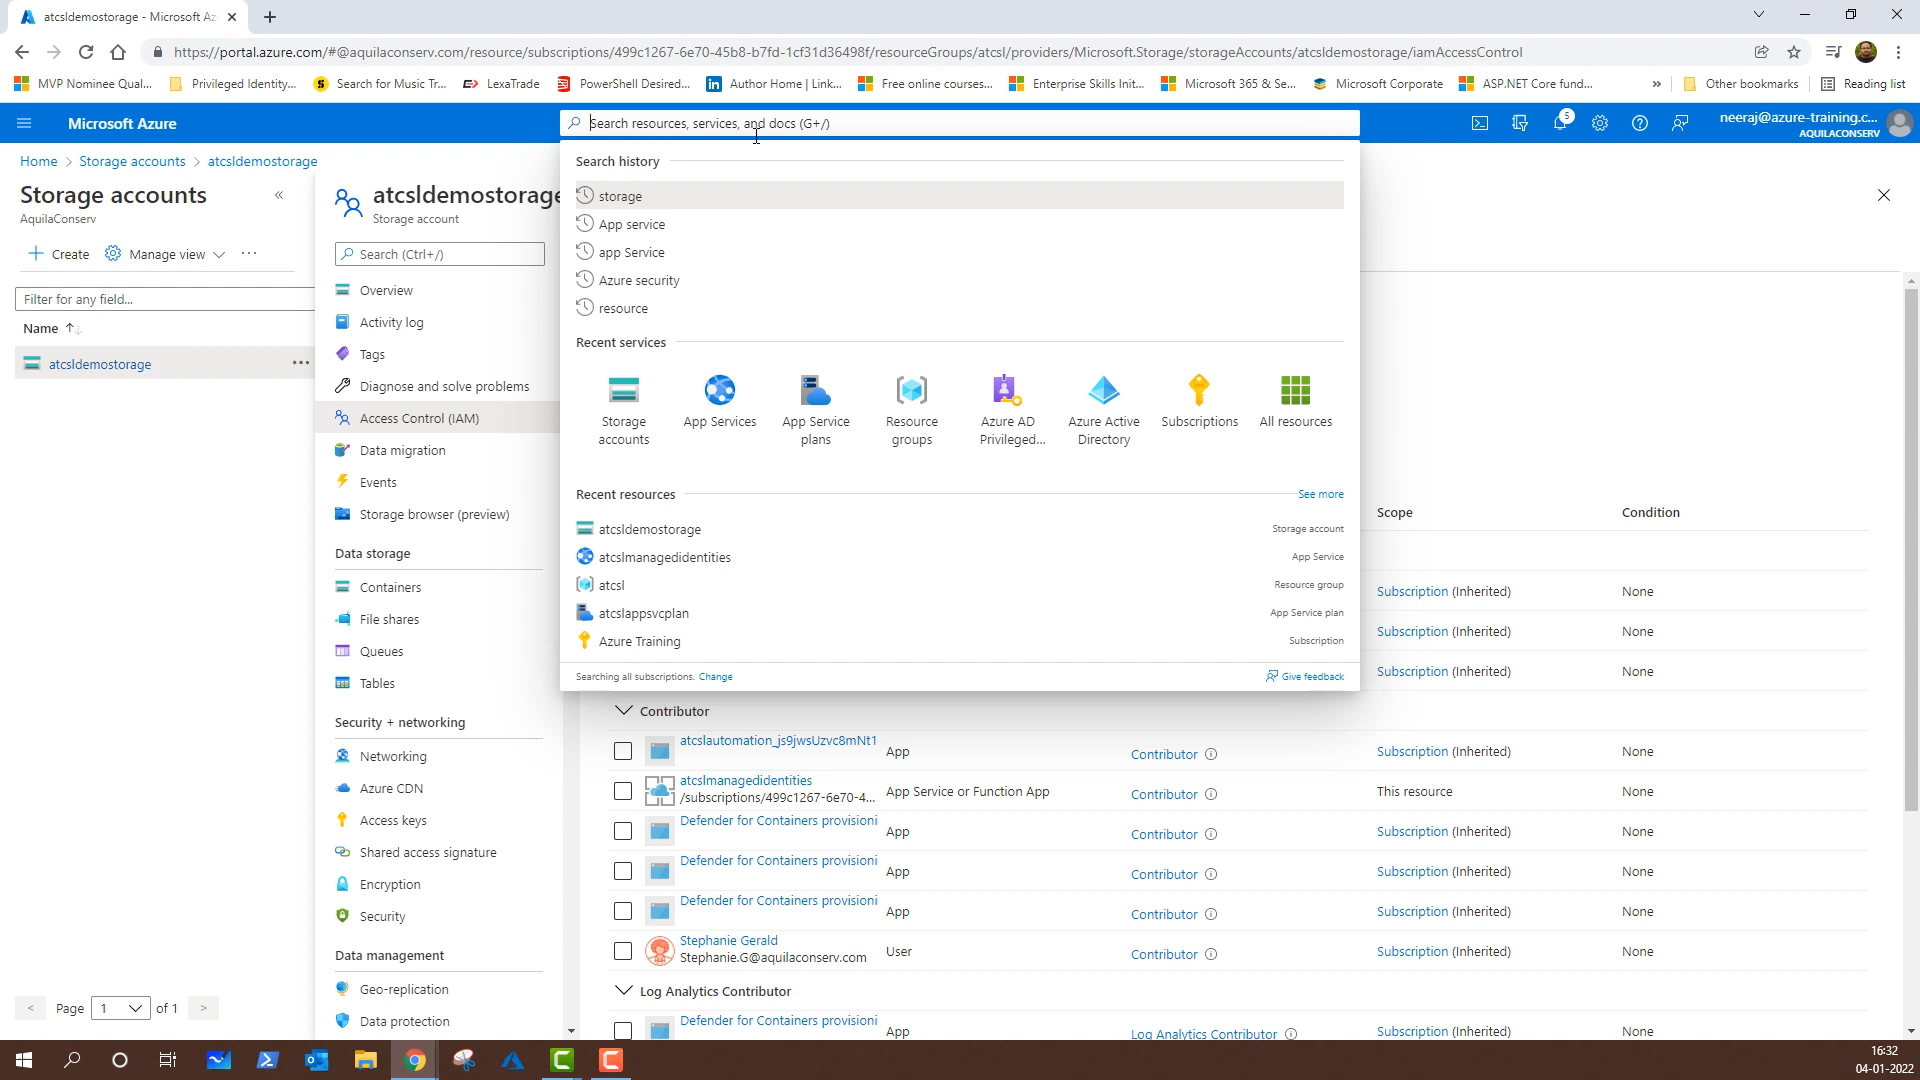 atcsldemostorage - Microsoft Az
https://portal.azure.com/#@aquilaconserv.com/resource/subscriptions/499c1267-6e70-45b8-b7fd-1cf31d36498f/resourceGroups/atcsl/providers/Microsoft.Storage/storageAccounts/atcsldemostorage/iamAccessControl
MVP Nominee Qual... Privileged Identity... Search for Music Tr... LexaTrade PowerShell Desired... Author Home | Link... Free online courses... Enterprise Skills Init... Microsoft 365 & Se... Microsoft Corporate ASP.NET Core fund... » Other bookmarks Reading list
Microsoft Azure
Search resources, services, and docs (G+/)
5
neeraj@azure-training.c...
AQUILACONSERV
Home > Storage accounts > atcsldemostorage
Storage accounts
AquilaConserv
+ Create Manage view ...
Filter for any field...
Name
atcsldemostorage ...
< Page 1 of 1 >
atcsldemostorage
Storage account
Search (Ctrl+/)
Overview
Activity log
Tags
Diagnose and solve problems
Access Control (IAM)
Data migration
Events
Storage browser (preview)
Data storage
Containers
File shares
Queues
Tables
Security + networking
Networking
Azure CDN
Access keys
Shared access signature
Encryption
Security
Data management
Geo-replication
Data protection
Search history
storage
App service
app Service
Azure security
resource
Recent services
Storage accounts
App Services
App Service plans
Resource groups
Azure AD Privileged...
Azure Active Directory
Subscriptions
All resources
Recent resources See more
atcsldemostorage Storage account
atcslmanagedidentities App Service
atcsl Resource group
atcslappsvcplan App Service plan
Azure Training Subscription
Searching all subscriptions. Change Give feedback
Scope Condition
Subscription (Inherited) None
Subscription (Inherited) None
Subscription (Inherited) None
Contributor
atcslautomation_js9jwsUzvc8mNt1 App Contributor Subscription (Inherited) None
atcslmanagedidentities
/subscriptions/499c1267-6e70-4... App Service or Function App Contributor This resource None
Defender for Containers provisioni App Contributor Subscription (Inherited) None
Defender for Containers provisioni App Contributor Subscription (Inherited) None
Defender for Containers provisioni App Contributor Subscription (Inherited) None
Stephanie Gerald
Stephanie.G@aquilaconserv.com User Contributor Subscription (Inherited) None
Log Analytics Contributor
Defender for Containers provisioni App Log Analytics Contributor Subscription (Inherited) None
16:32
04-01-2022